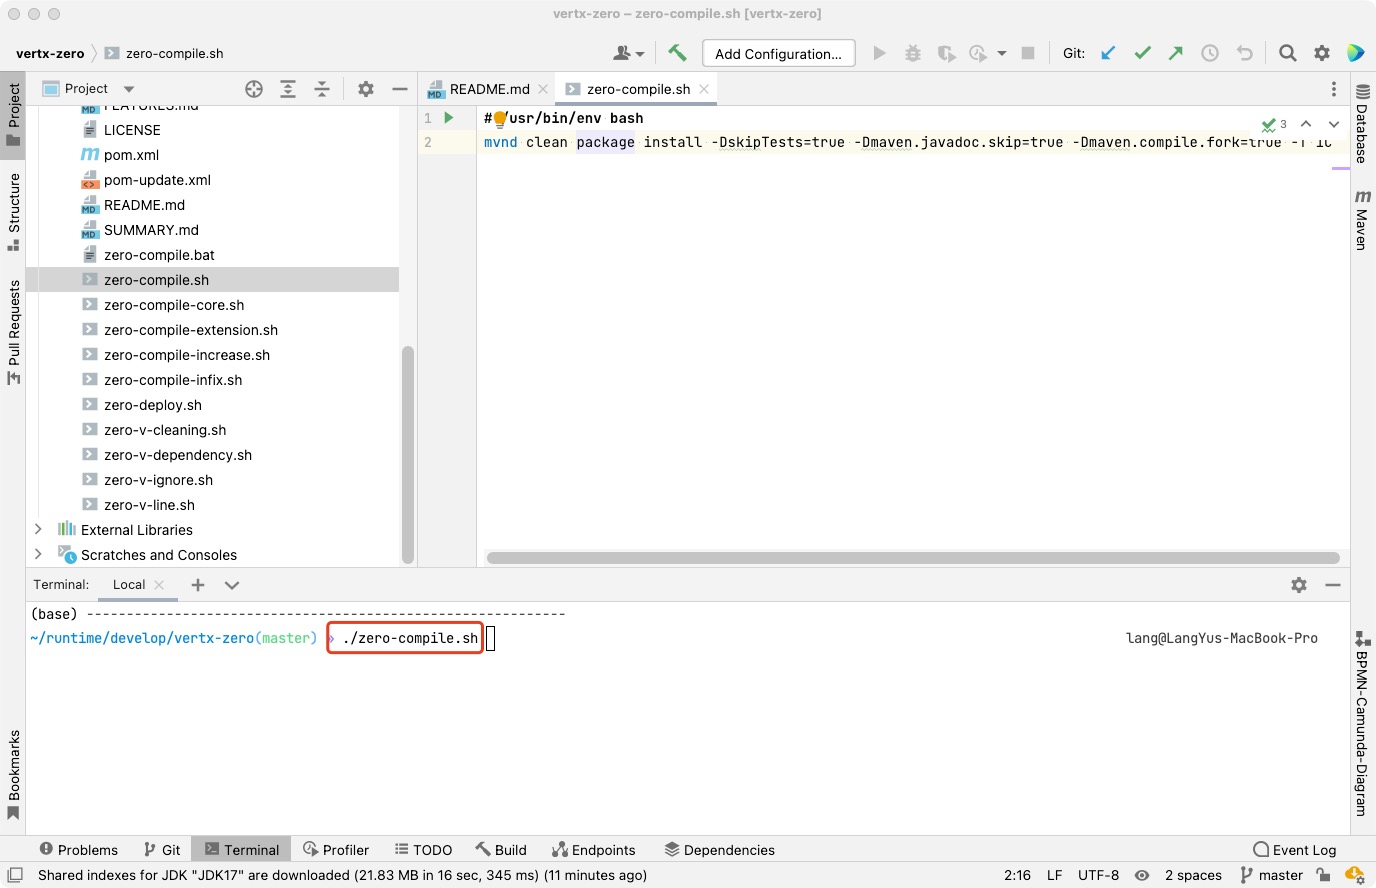 vertx-zero – zero-compile.sh [vertx-zero]
vertx-zero
zero-compile.sh
Add Configuration...
Git:
Project
README.md
zero-compile.sh
Project
Structure
Pull Requests
Bookmarks
LICENSE
pom.xml
pom-update.xml
README.md
SUMMARY.md
zero-compile.bat
zero-compile.sh
zero-compile-core.sh
zero-compile-extension.sh
zero-compile-increase.sh
zero-compile-infix.sh
zero-deploy.sh
zero-v-cleaning.sh
zero-v-dependency.sh
zero-v-ignore.sh
zero-v-line.sh
External Libraries
Scratches and Consoles
1
#
/usr/bin/env bash
3
2
mvnd clean package install -DskipTests=true -Dmaven.javadoc.skip=true -Dmaven.compile.fork=true
Database
Maven
BPMN-Camunda-Diagram
Terminal:
Local
(base) ------------------------------------------------------------
~/runtime/develop/vertx-zero(master) › ./zero-compile.sh
lang@LangYus-MacBook-Pro
Problems
Git
Terminal
Profiler
TODO
Build
Endpoints
Dependencies
Event Log
Shared indexes for JDK "JDK17" are downloaded (21.83 MB in 16 sec, 345 ms) (11 minutes ago)
2:16
LF
UTF-8
2 spaces
master